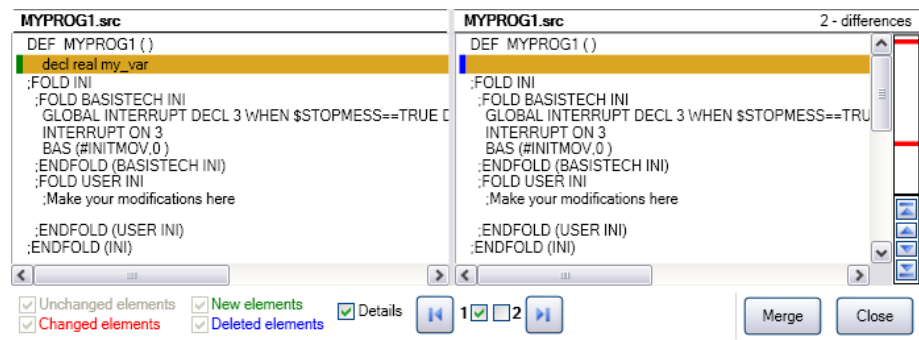 MYPROG1.src
DEF MYPROG1 ( )
decl real my_var
;FOLD INI
;FOLD BASISTECH INI
GLOBAL INTERRUPT DECL 3 WHEN $STOPMESS==TRUE D
INTERRUPT ON 3
BAS (#INITMOV,0 )
;ENDFOLD (BASISTECH INI)
;FOLD USER INI
;Make your modifications here
;ENDFOLD (USER INI)
;ENDFOLD (INI)
MYPROG1.src 2 - differences
DEF MYPROG1 ( )
;FOLD INI
;FOLD BASISTECH INI
GLOBAL INTERRUPT DECL 3 WHEN $STOPMESS==TRU
INTERRUPT ON 3
BAS (#INITMOV,0 )
;ENDFOLD (BASISTECH INI)
;FOLD USER INI
;Make your modifications here
;ENDFOLD (USER INI)
;ENDFOLD (INI)
Unchanged elements New elements Details 1 2 Merge Close
Changed elements Deleted elements